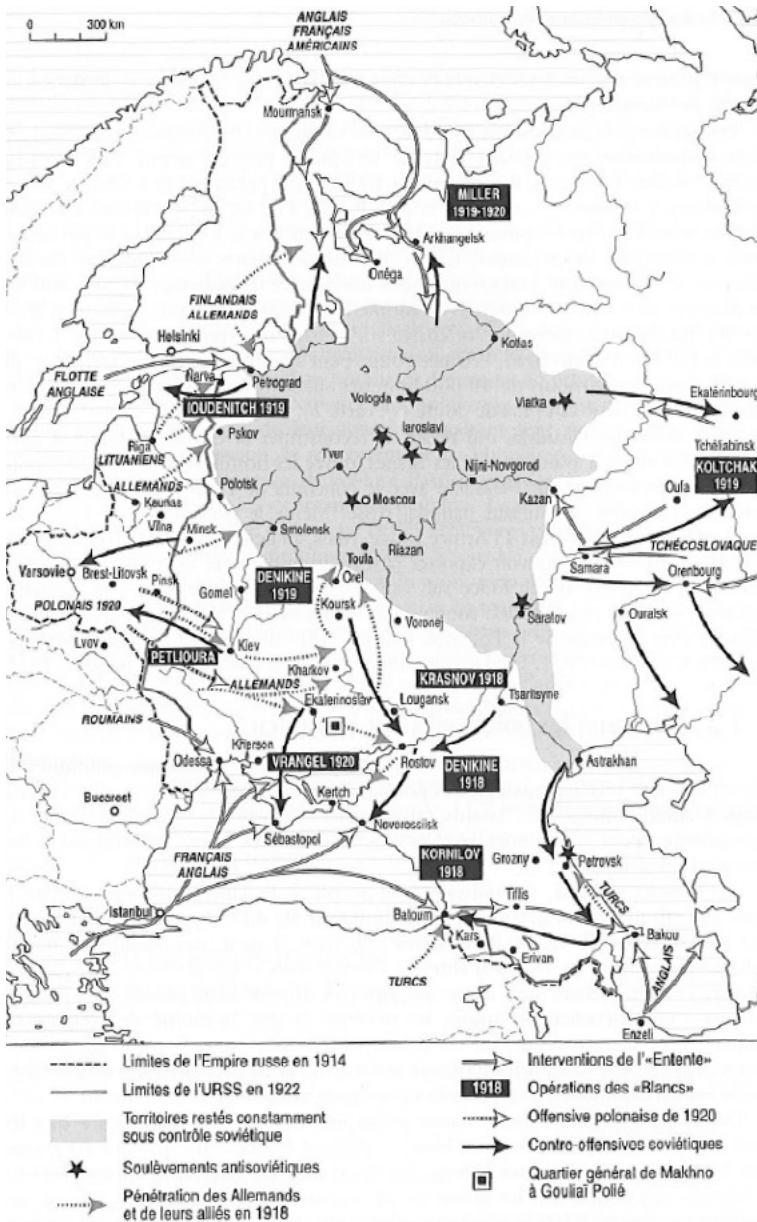 0 300 km
ANGLAIS
FRANÇAIS
AMÉRICAINS
Mourmansk
MILLER
1919-1920
Arkhangelsk
Onéga
FINLANDAIS
ALLEMANDS
Helsinki
Kotlas
FLOTTE
ANGLAISE
Narva
Petrograd
Vologda
Viatka
Ekatérinbourg
IOUDENITCH 1919
Riga
Pskov
Iaroslavl
LITUANIENS
Tver
Nijni-Novgorod
Tchéliabinsk
KOLTCHAK
1919
ALLEMANDS
Kaunas
Polotsk
Moscou
Kazan
Oufa
Vilna
Minsk
Smolensk
Riazan
TCHÉCOSLOVAQUE
Toula
Samara
Varsovie
Brest-Litovsk
Pinsk
DENIKINE
1919
Orel
Orenbourg
Gomel
POLONAIS 1920
Koursk
Voronej
Saratov
Ouralsk
Lvov
PETLIOURA
Kiev
Kharkov
ALLEMANDS
KRASNOV 1918
Ekaterinoslav
Lougansk
Tsaritsyne
ROUMAINS
Kherson
Odessa
VRANGEL 1920
Rostov
DENIKINE
1918
Astrakhan
Bucarest
Kertch
Sébastopol
Novorossiisk
FRANÇAIS
ANGLAIS
KORNILOV
1918
Grozny
Petrovsk
Istanbul
Batoum
Tiflis
TURCS
Kars
Bakou
Erivan
TURCS
ANGLAIS
Enzeli
Limites de l'Empire russe en 1914
Limites de l'URSS en 1922
Territoires restés constamment
sous contrôle soviétique
Soulèvements antisoviétiques
Pénétration des Allemands
et de leurs alliés en 1918
Interventions de l'«Entente»
1918 Opérations des «Blancs»
Offensive polonaise de 1920
Contre-offensives soviétiques
Quartier général de Makhno
à Gouliaï Polié